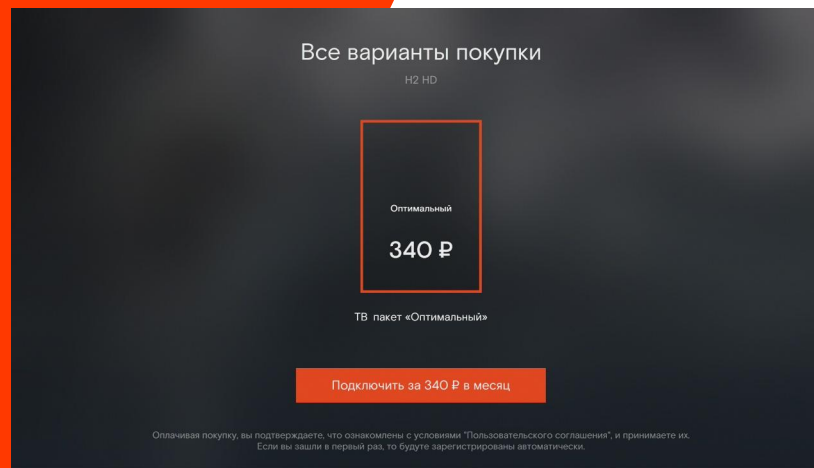 Все варианты покупки
H2 HD
Оптимальный
340 ₽
ТВ пакет «Оптимальный»
Подключить за 340 ₽ в месяц
Оплачивая покупку, вы подтверждаете, что ознакомлены с условиями "Пользовательского соглашения", и принимаете их.
Если вы зашли в первый раз, то будуте зарегистрированы автоматически.